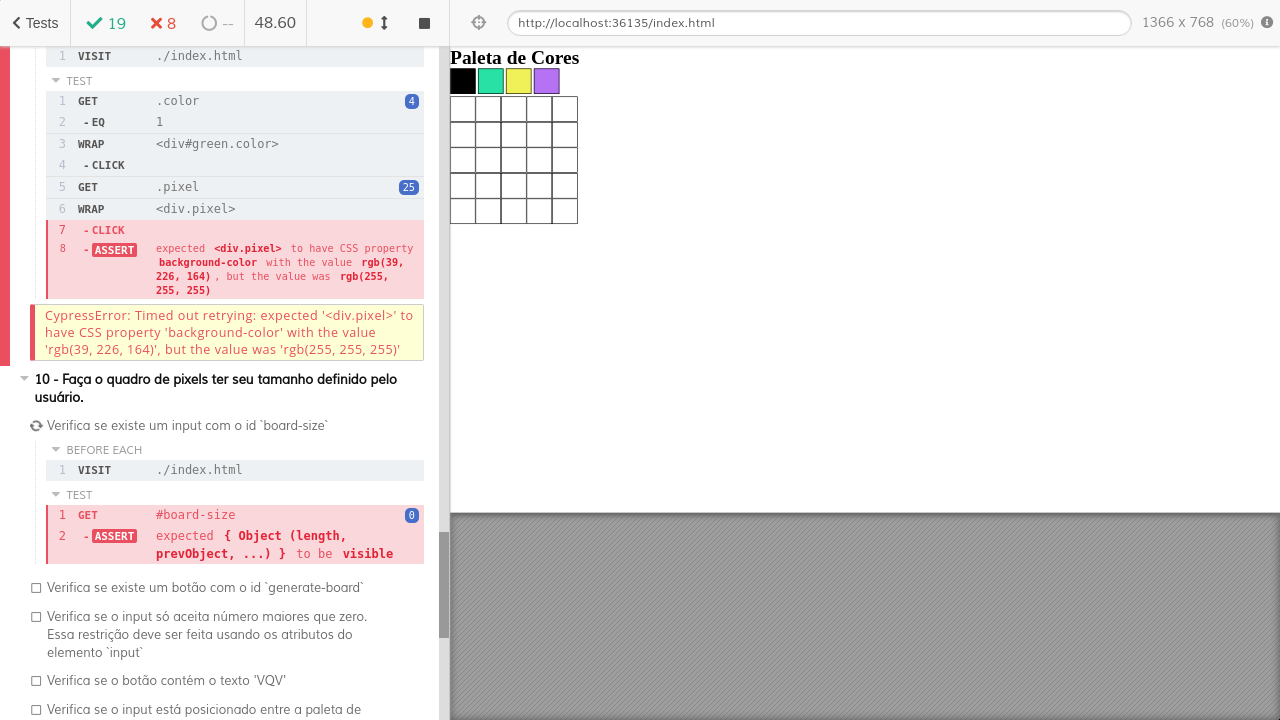 Tests 19 8 -- 48.60 http://localhost:36135/index.html 1366 x 768 (60%)
1 VISIT ./index.html
TEST
1 GET .color 4
2 - EQ 1
3 WRAP <div#green.color>
4 - CLICK
5 GET .pixel 25
6 WRAP <div.pixel>
7 - CLICK
8 - ASSERT expected <div.pixel> to have CSS property
background-color with the value rgb(39,
226, 164) , but the value was rgb(255,
255, 255)
CypressError: Timed out retrying: expected '<div.pixel>' to
have CSS property 'background-color' with the value
'rgb(39, 226, 164)', but the value was 'rgb(255, 255, 255)'
10 - Faça o quadro de pixels ter seu tamanho definido pelo
usuário.
Verifica se existe um input com o id `board-size`
BEFORE EACH
1 VISIT ./index.html
TEST
1 GET #board-size 0
2 - ASSERT expected { Object (length,
prevObject, ...) } to be visible
Verifica se existe um botão com o id `generate-board`
Verifica se o input só aceita número maiores que zero.
Essa restrição deve ser feita usando os atributos do
elemento `input`
Verifica se o botão contém o texto 'VQV'
Verifica se o input está posicionado entre a paleta de
Paleta de Cores